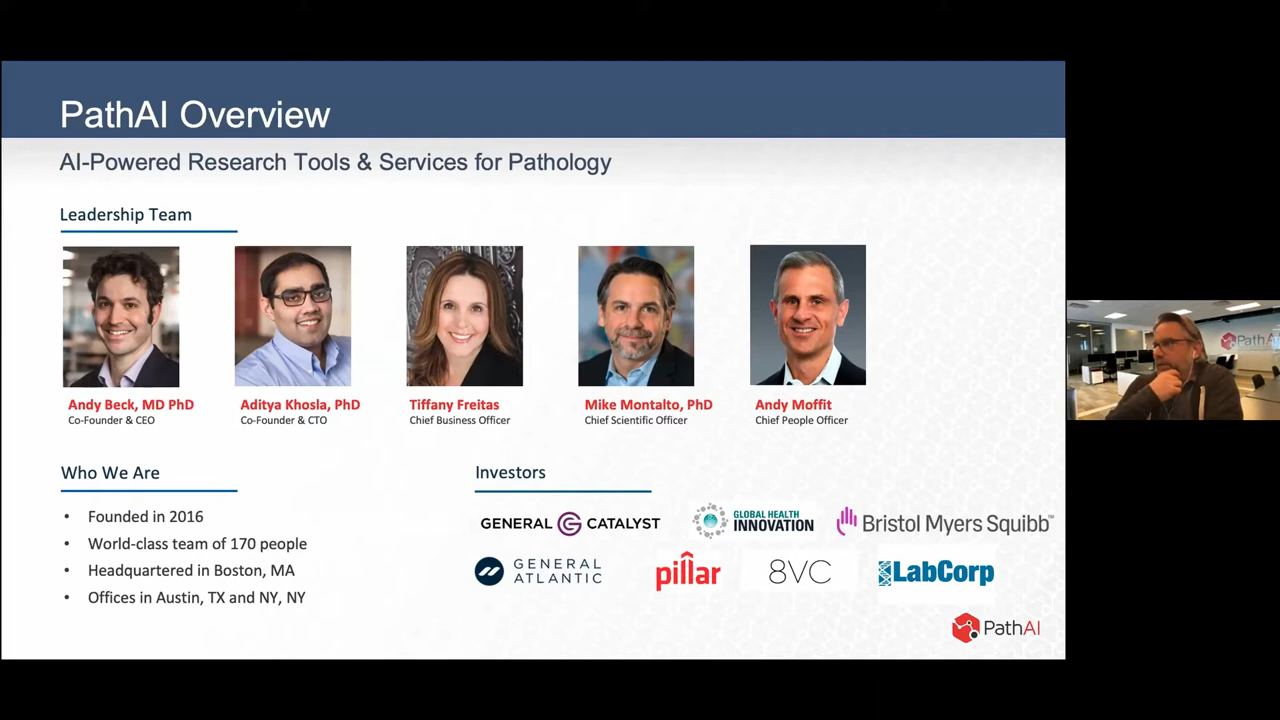 PathAI Overview
AI-Powered Research Tools & Services for Pathology
Leadership Team
Andy Beck, MD PhD
Co-Founder & CEO
Aditya Khosla, PhD
Co-Founder & CTO
Tiffany Freitas
Chief Business Officer
Mike Montalto, PhD
Chief Scientific Officer
Andy Moffit
Chief People Officer
Who We Are
• Founded in 2016
• World-class team of 170 people
• Headquartered in Boston, MA
• Offices in Austin, TX and NY, NY
Investors
GENERAL CATALYST
GLOBAL HEALTH
INNOVATION
Bristol Myers Squibb™
GENERAL
ATLANTIC
pillar
8VC
LabCorp
PathAI
PathAI